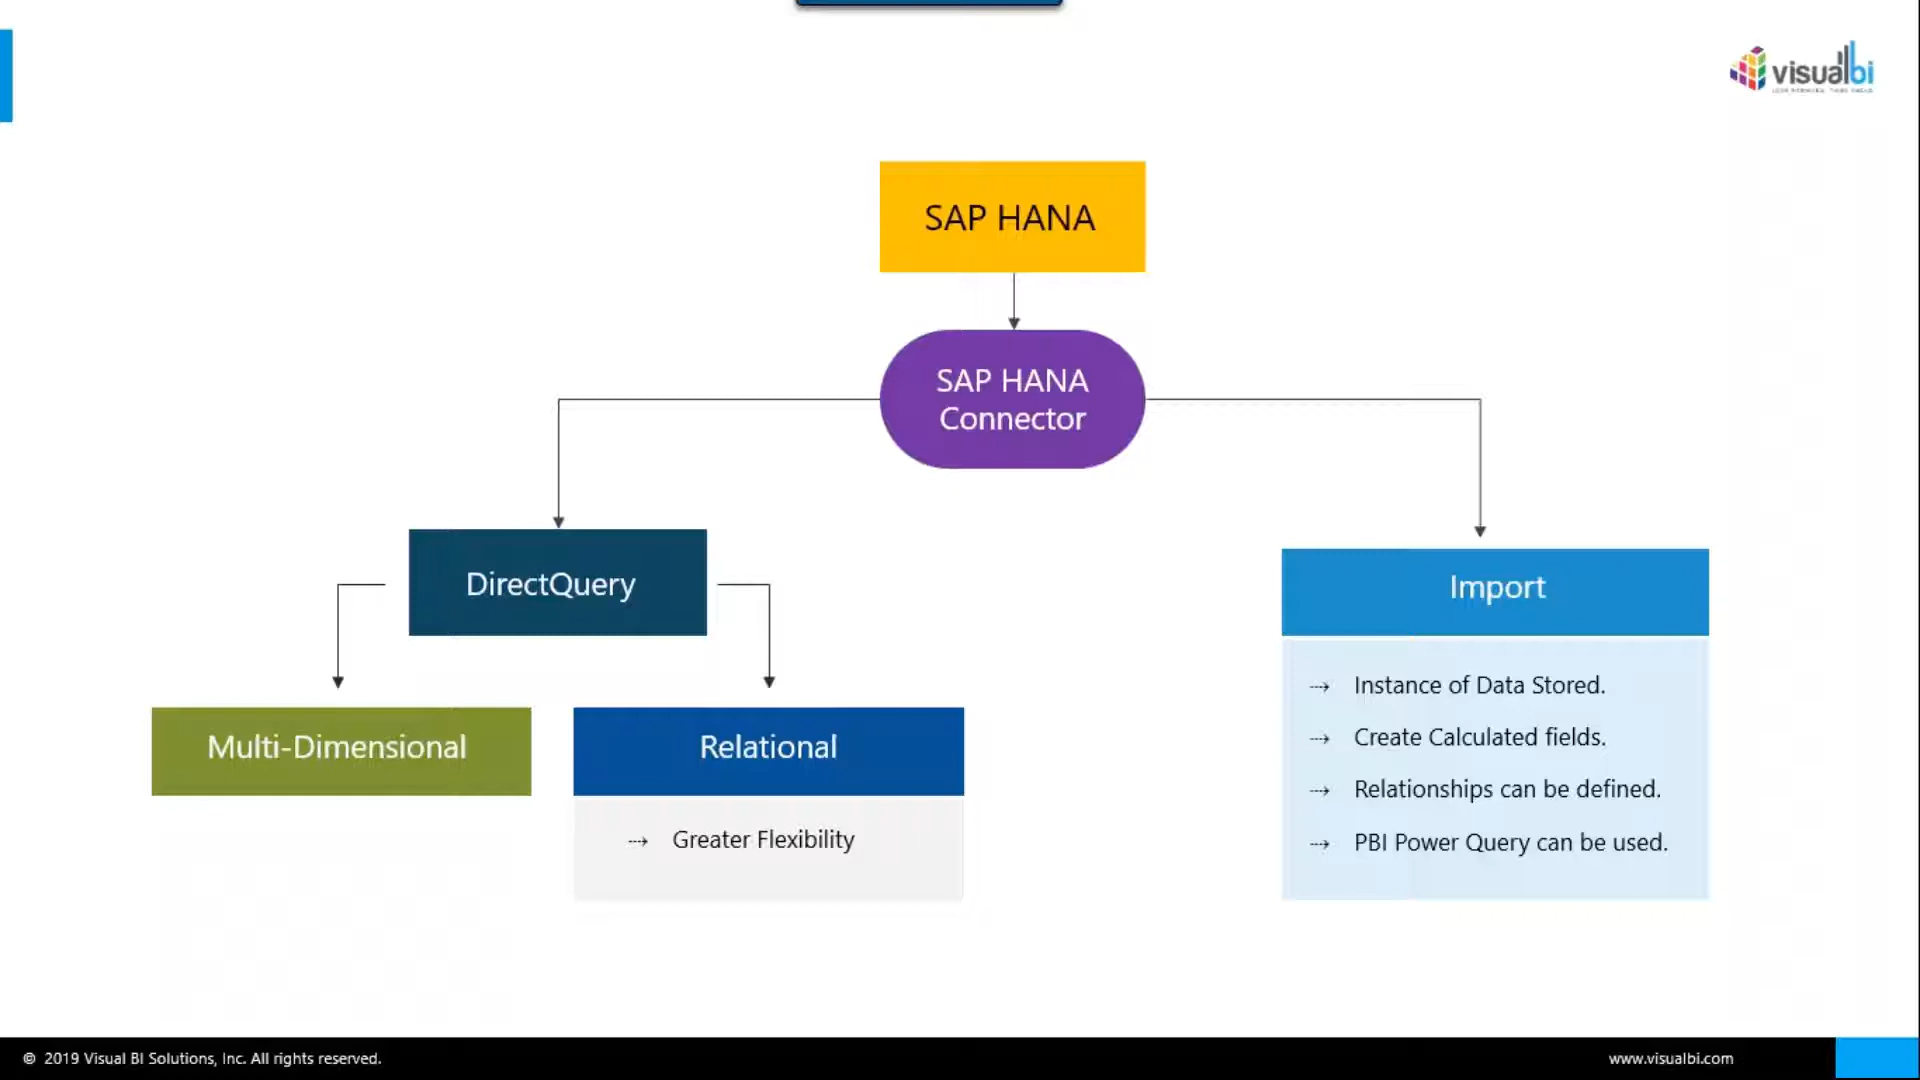 visualbi
SAP HANA
SAP HANA
Connector
DirectQuery
Import
Multi-Dimensional
Relational
⤏ Greater Flexibility
⤏ Instance of Data Stored.
⤏ Create Calculated fields.
⤏ Relationships can be defined.
⤏ PBI Power Query can be used.
© 2019 Visual BI Solutions, Inc. All rights reserved.
www.visualbi.com